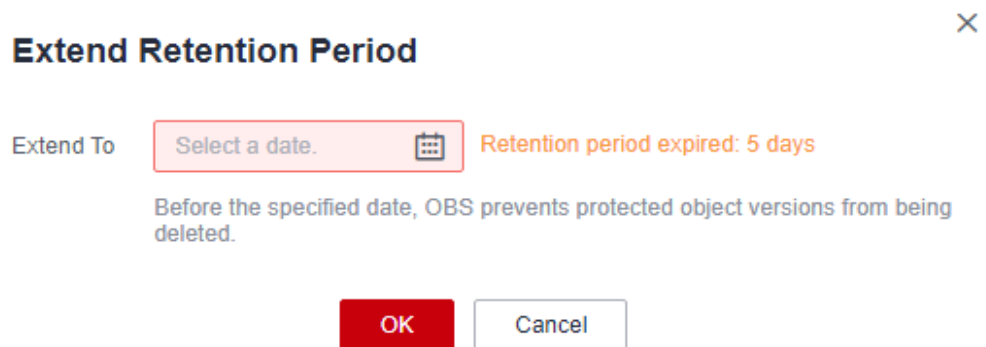 Extend Retention Period
Extend To
Select a date.
Retention period expired: 5 days
Before the specified date, OBS prevents protected object versions from being
deleted.
OK
Cancel